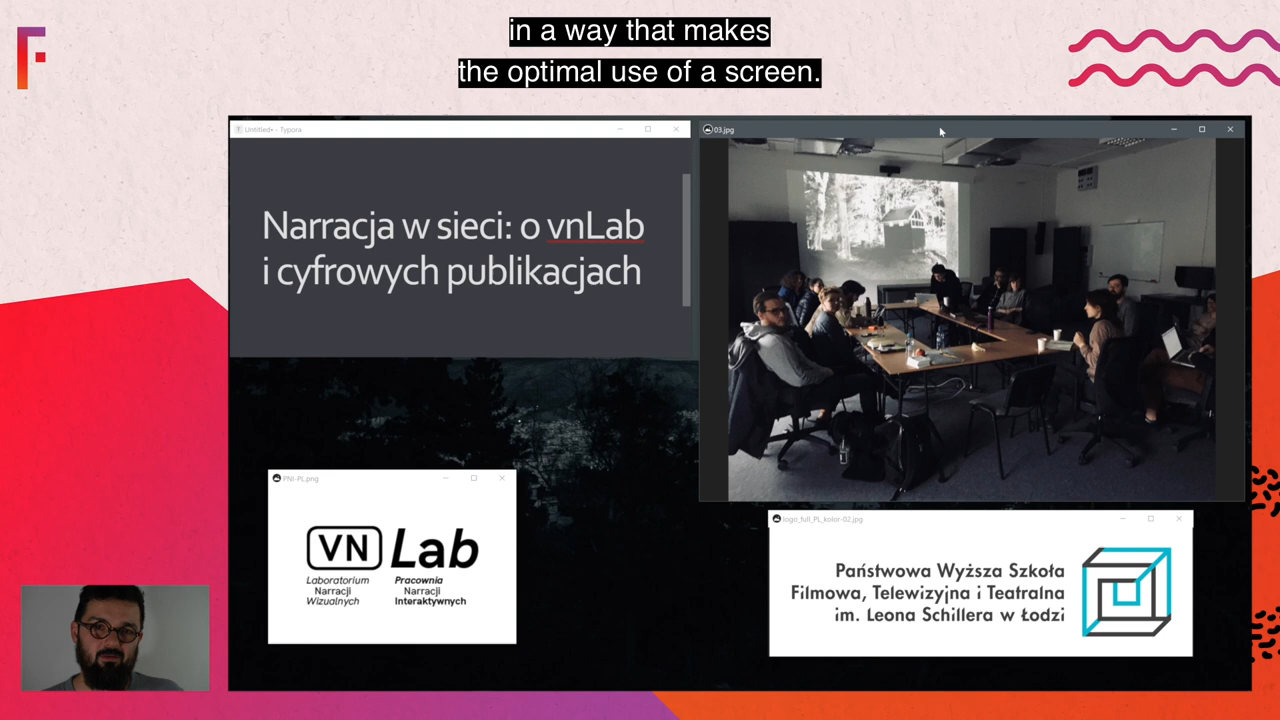 in a way that makes
the optimal use of a screen.
Untitled• - Typora
03.jpg
Narracja w sieci: o vnLab
i cyfrowych publikacjach
PNI-PL.png
VN Lab
Laboratorium
Narracji
Wizualnych
Pracownia
Narracji
Interaktywnych
logo_full_PL_kolor-02.jpg
Państwowa Wyższa Szkoła
Filmowa, Telewizyjna i Teatralna
im. Leona Schillera w Łodzi